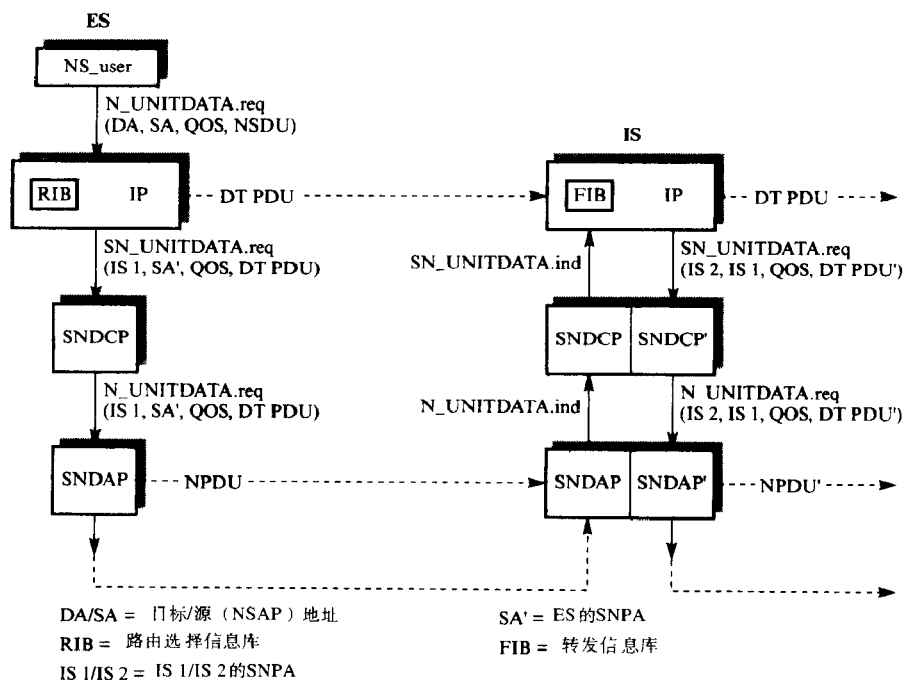 ES
NS_user
N_UNITDATA.req
(DA, SA, QOS, NSDU)
IS
RIB
IP
DT PDU
FIB
IP
DT PDU
SN_UNITDATA.req
(IS 1, SA', QOS, DT PDU)
SN_UNITDATA.ind
SN_UNITDATA.req
(IS 2, IS 1, QOS, DT PDU')
SNDCP
SNDCP
SNDCP'
N_UNITDATA.req
(IS 1, SA', QOS, DT PDU)
N_UNITDATA.ind
N UNITDATA.req
(IS 2, IS 1, QOS, DT PDU')
SNDAP
NPDU
SNDAP
SNDAP'
NPDU'
DA/SA = 目标/源（NSAP）地址
RIB = 路由选择信息库
IS 1/IS 2 = IS 1/IS 2的SNPA
SA' = ES的SNPA
FIB = 转发信息库